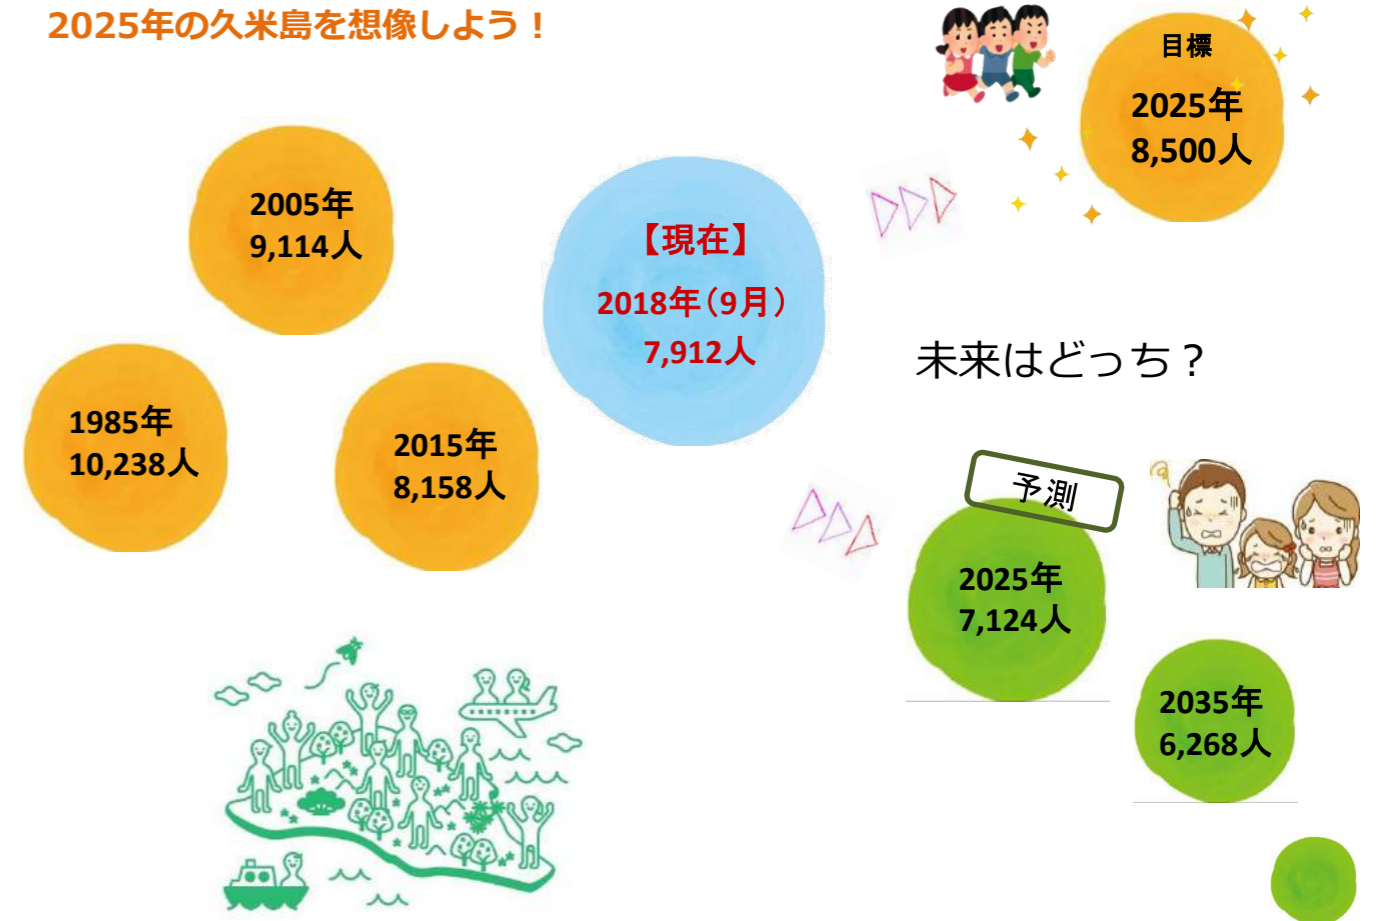 2025年の久米島を想像しよう！
目標
2025年
8,500人
2005年
9,114人
【現在】
2018年（9月）
7,912人
1985年
10,238人
2015年
8,158人
未来はどっち？
予測
2025年
7,124人
2035年
6,268人